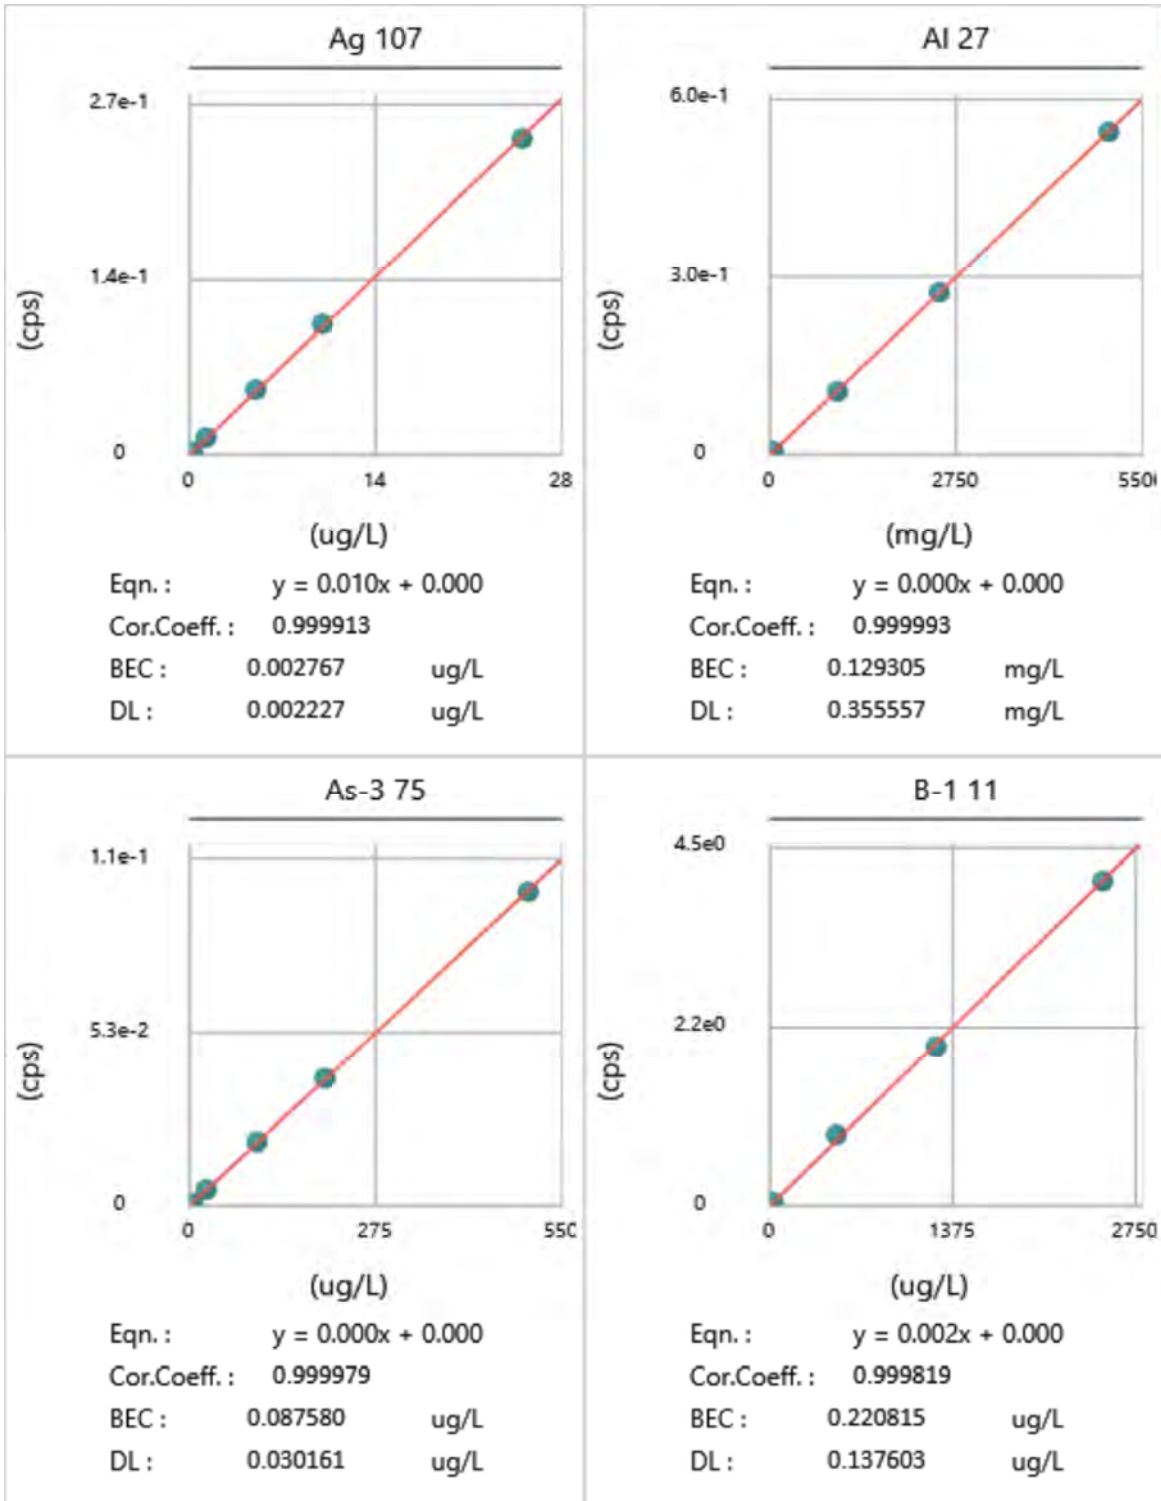 Ag 107
2.7e-1
1.4e-1
0
(cps)
0 14 28
(ug/L)
Eqn. : y = 0.010x + 0.000
Cor.Coeff. : 0.999913
BEC : 0.002767 ug/L
DL : 0.002227 ug/L
Al 27
6.0e-1
3.0e-1
0
(cps)
0 2750
(mg/L)
Eqn. : y = 0.000x + 0.000
Cor.Coeff. : 0.999993
BEC : 0.129305 mg/L
DL : 0.355557 mg/L
As-3 75
1.1e-1
5.3e-2
0
(cps)
0 275 550
(ug/L)
Eqn. : y = 0.000x + 0.000
Cor.Coeff. : 0.999979
BEC : 0.087580 ug/L
DL : 0.030161 ug/L
B-1 11
4.5e0
2.2e0
0
(cps)
0 1375 2750
(ug/L)
Eqn. : y = 0.002x + 0.000
Cor.Coeff. : 0.999819
BEC : 0.220815 ug/L
DL : 0.137603 ug/L